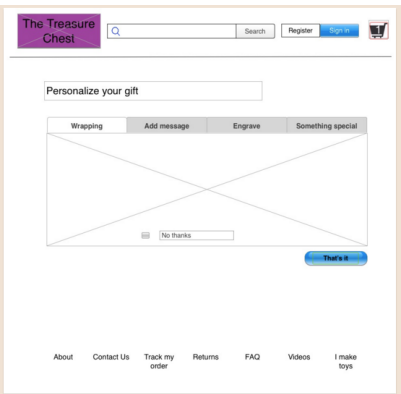 The Treasure
Chest
Search
Register
Sign in
1
Personalize your gift
Wrapping
Add message
Engrave
Something special
No thanks
That's it
About
Contact Us
Track my
order
Returns
FAQ
Videos
I make
toys